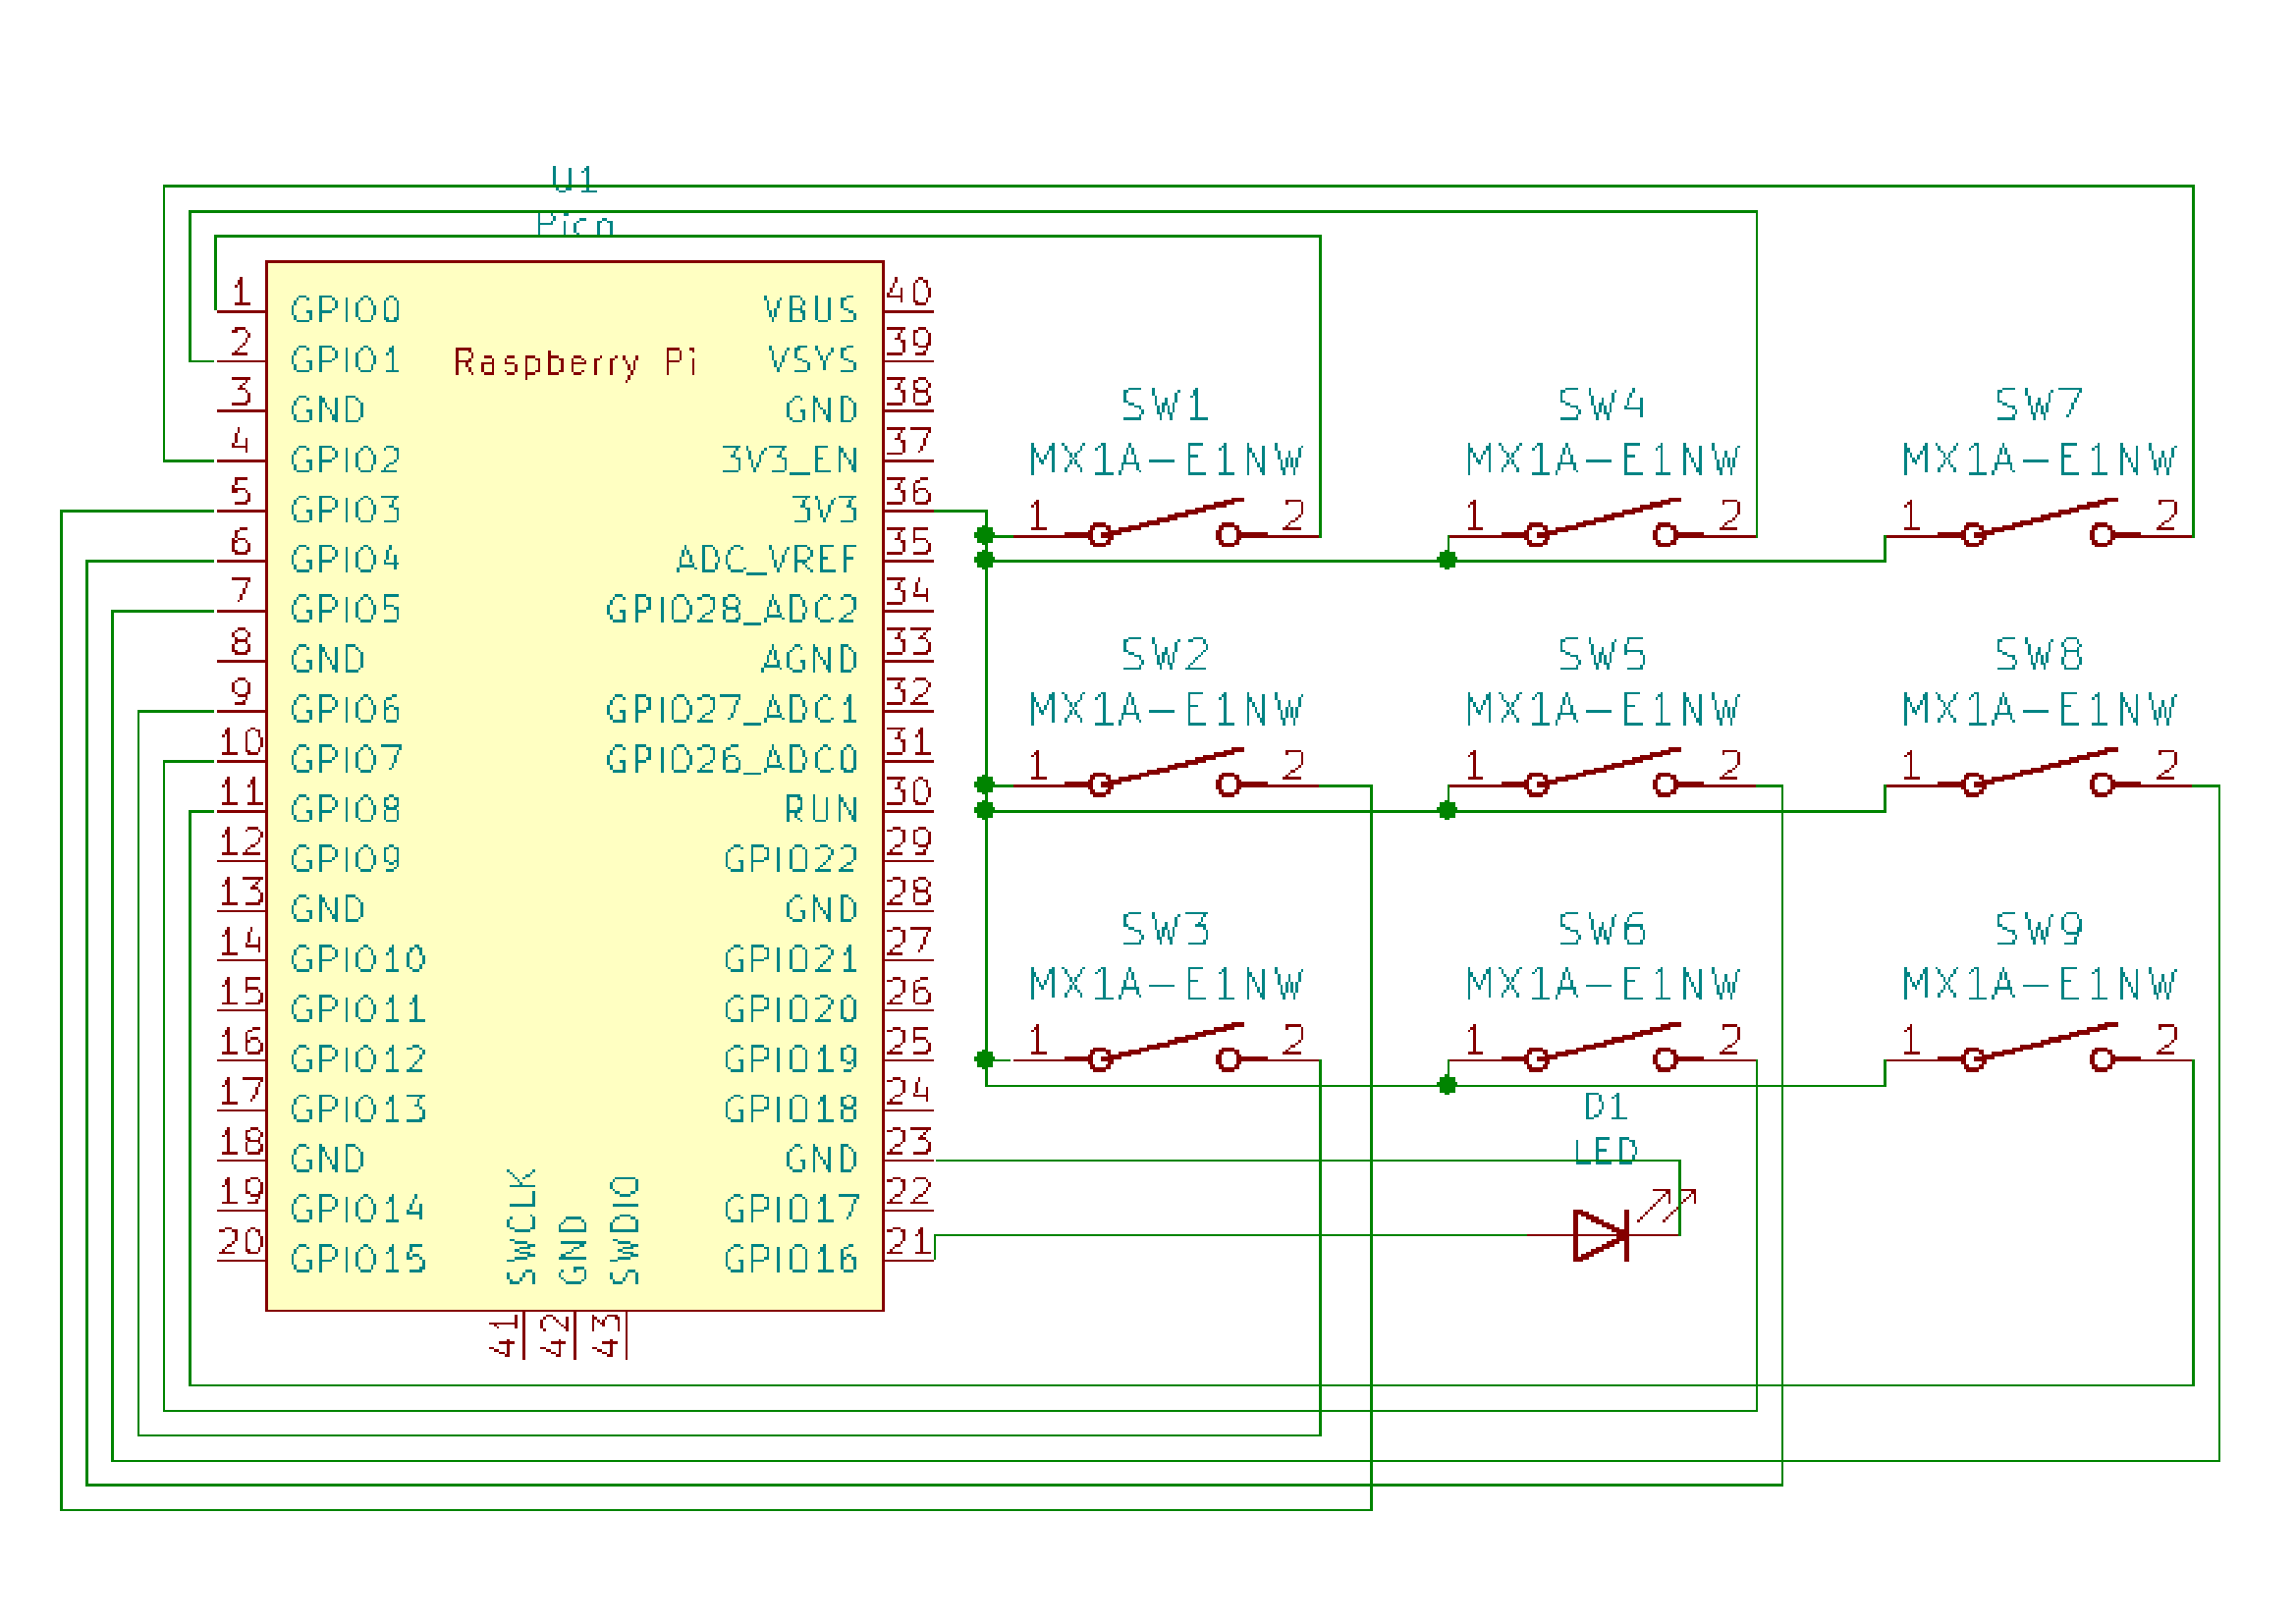 U1
Pico
Raspberry Pi
1 GPIO0
2 GPIO1
3 GND
4 GPIO2
5 GPIO3
6 GPIO4
7 GPIO5
8 GND
9 GPIO6
10 GPIO7
11 GPIO8
12 GPIO9
13 GND
14 GPIO10
15 GPIO11
16 GPIO12
17 GPIO13
18 GND
19 GPIO14
20 GPIO15
VBUS 40
VSYS 39
GND 38
3V3_EN 37
3V3 36
ADC_VREF 35
GPIO28_ADC2 34
AGND 33
GPIO27_ADC1 32
GPIO26_ADC0 31
RUN 30
GPIO22 29
GND 28
GPIO21 27
GPIO20 26
GPIO19 25
GPIO18 24
GND 23
GPIO17 22
GPIO16 21
SWCLK 41
GND 42
SWDIO 43
SW1
MX1A-E1NW
1 2
SW4
MX1A-E1NW
1 2
SW7
MX1A-E1NW
1 2
SW2
MX1A-E1NW
1 2
SW5
MX1A-E1NW
1 2
SW8
MX1A-E1NW
1 2
SW3
MX1A-E1NW
1 2
SW6
MX1A-E1NW
1 2
SW9
MX1A-E1NW
1 2
D1
LED